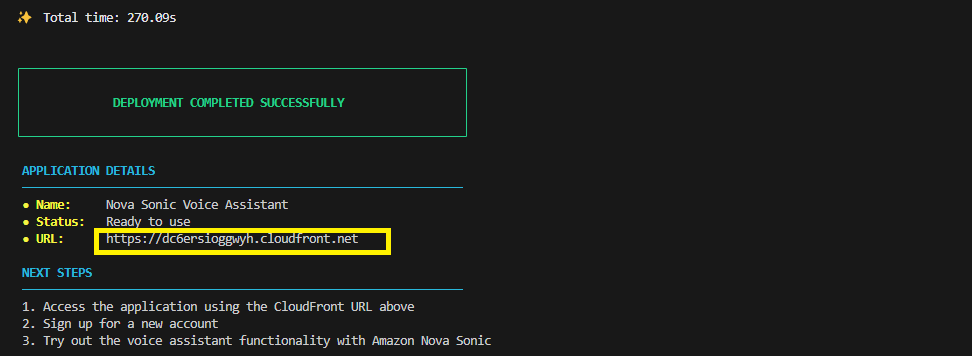 ✨ Total time: 270.09s
DEPLOYMENT COMPLETED SUCCESSFULLY
APPLICATION DETAILS
● Name: Nova Sonic Voice Assistant
● Status: Ready to use
● URL: https://dc6ersioggwyh.cloudfront.net
NEXT STEPS
1. Access the application using the CloudFront URL above
2. Sign up for a new account
3. Try out the voice assistant functionality with Amazon Nova Sonic